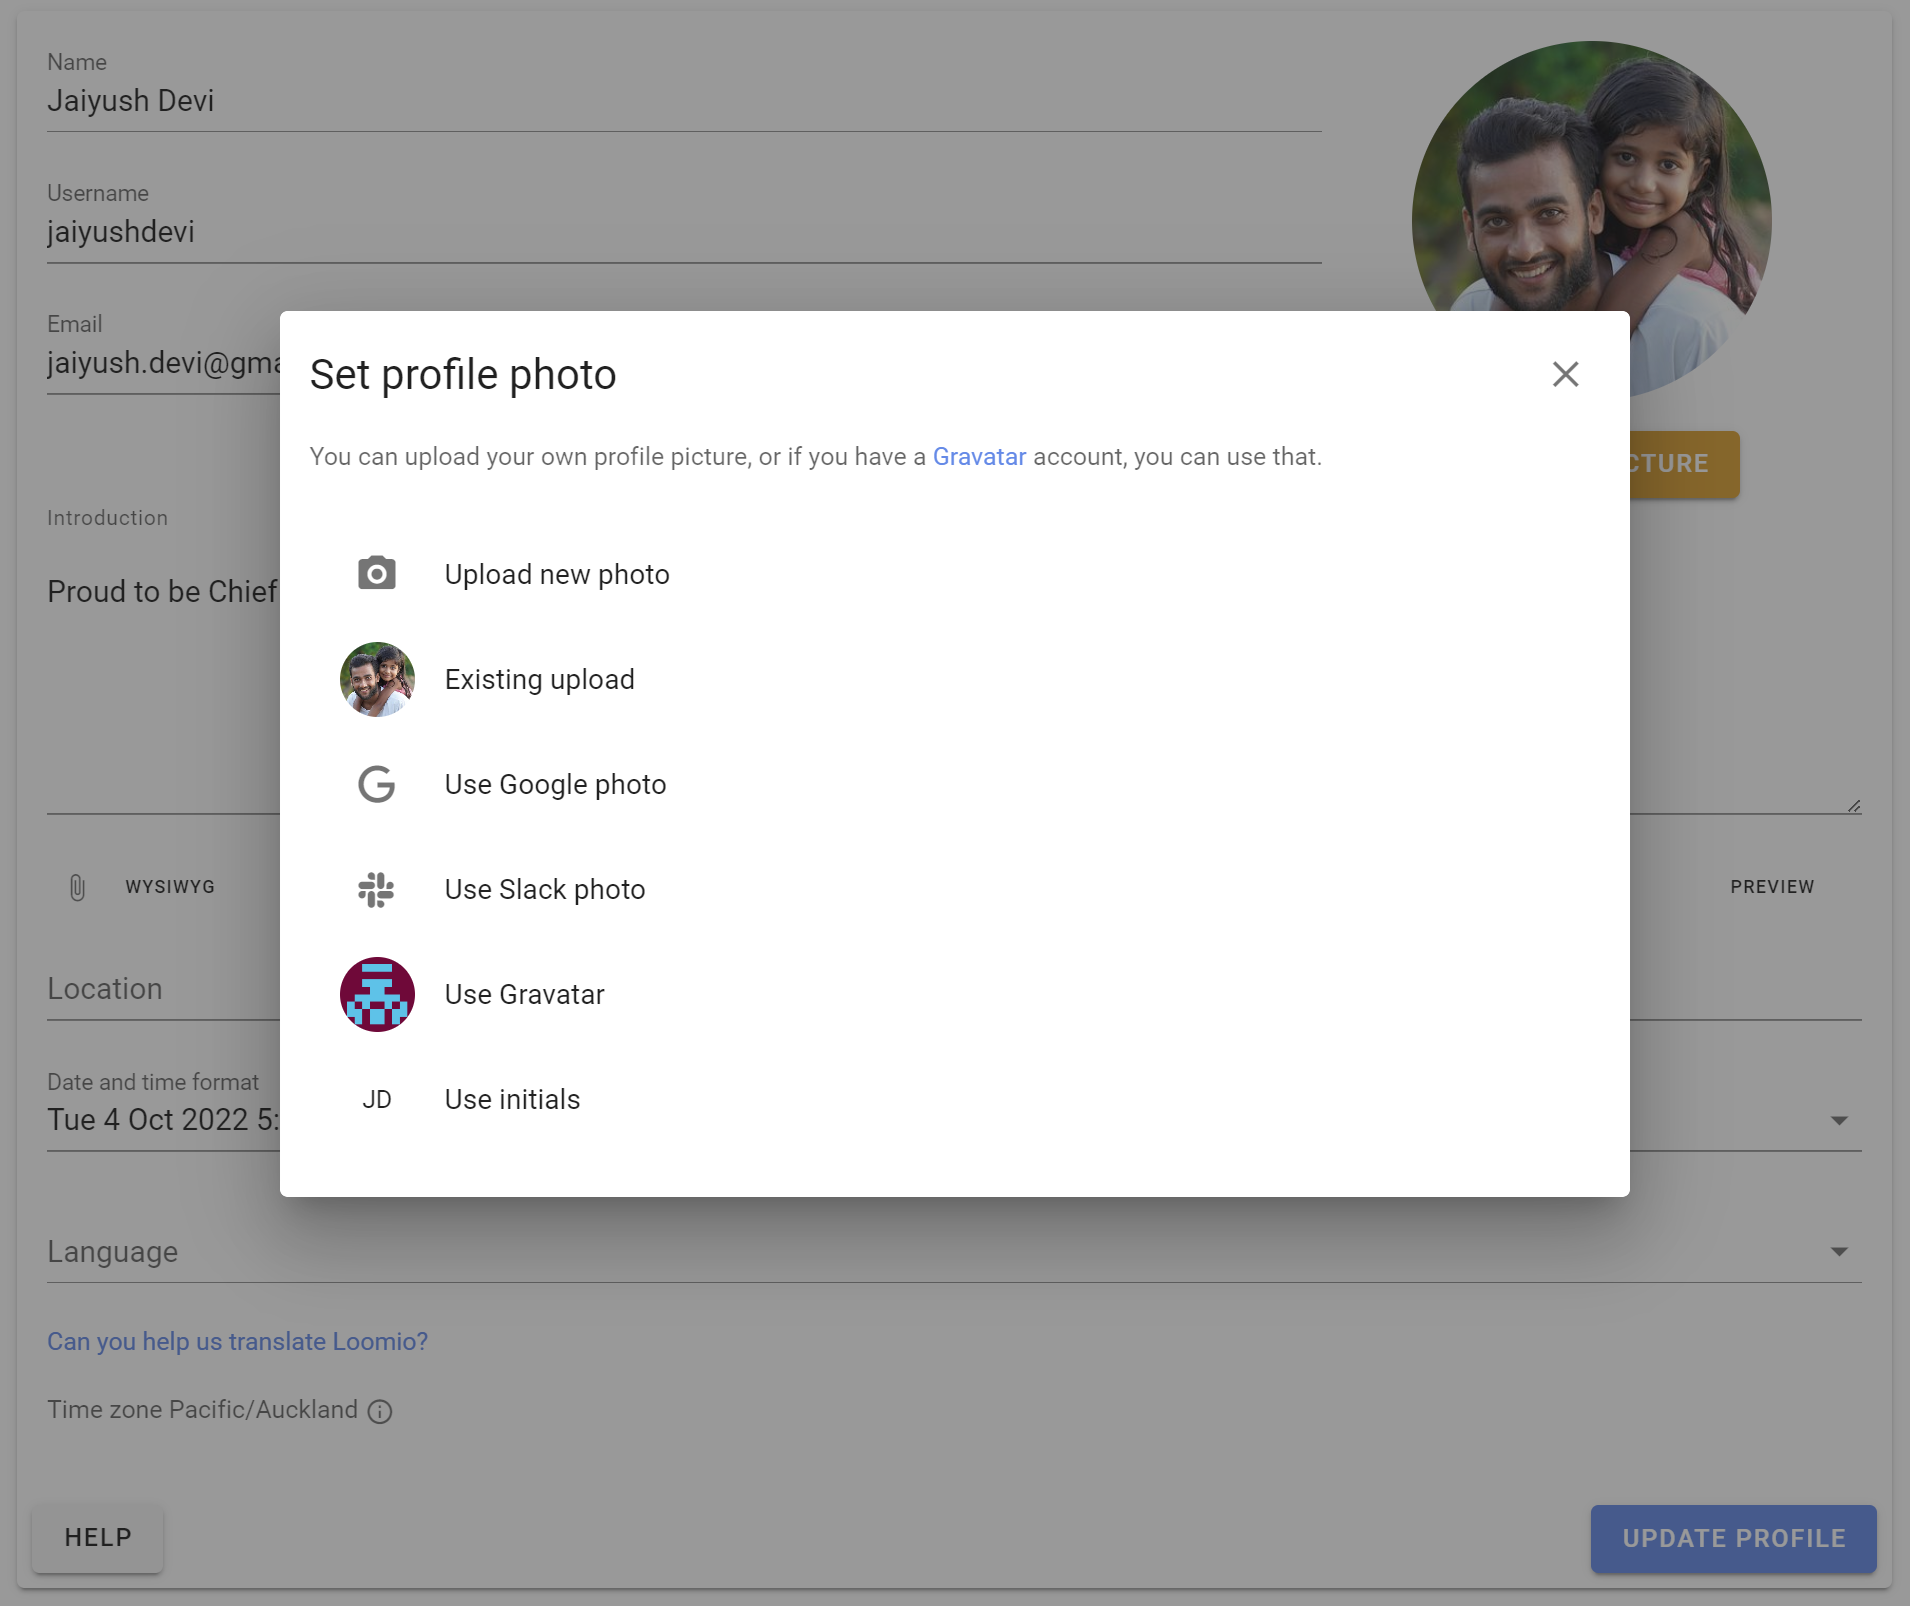 Name
Jaiyush Devi
Username
jaiyushdevi
Email
jaiyush.devi@gma
Set profile photo
You can upload your own profile picture, or if you have a Gravatar account, you can use that.
CTURE
Introduction
Proud to be Chief
Upload new photo
Existing upload
Use Google photo
Use Slack photo
WYSIWYG
PREVIEW
Use Gravatar
Location
JD Use initials
Date and time format
Tue 4 Oct 2022 5:
Language
Can you help us translate Loomio?
Time zone Pacific/Auckland
HELP
UPDATE PROFILE